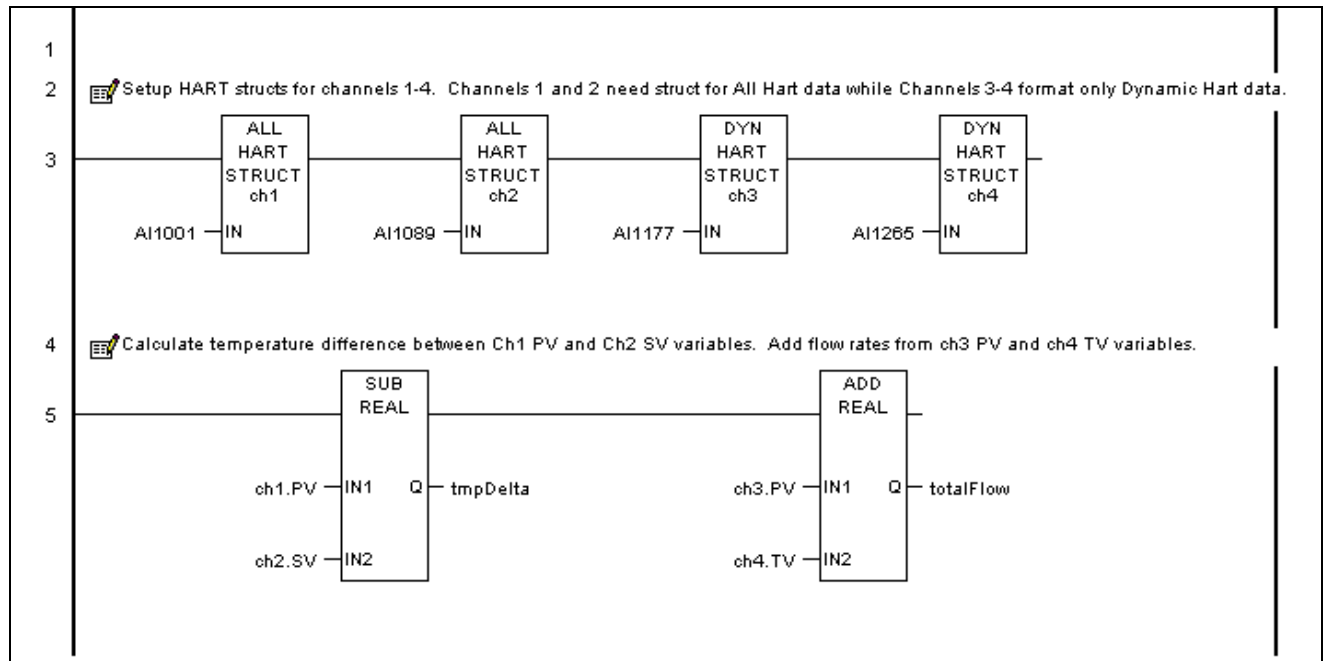 1
2
Setup HART structs for channels 1-4. Channels 1 and 2 need struct for All Hart data while Channels 3-4 format only Dynamic Hart data.
3
ALL
HART
STRUCT
ch1
AI1001
IN
ALL
HART
STRUCT
ch2
AI1089
IN
DYN
HART
STRUCT
ch3
AI1177
IN
DYN
HART
STRUCT
ch4
AI1265
IN
4
Calculate temperature difference between Ch1 PV and Ch2 SV variables. Add flow rates from ch3 PV and ch4 TV variables.
5
SUB
REAL
ch1.PV
IN1
Q
tmpDelta
ch2.SV
IN2
ADD
REAL
ch3.PV
IN1
Q
totalFlow
ch4.TV
IN2